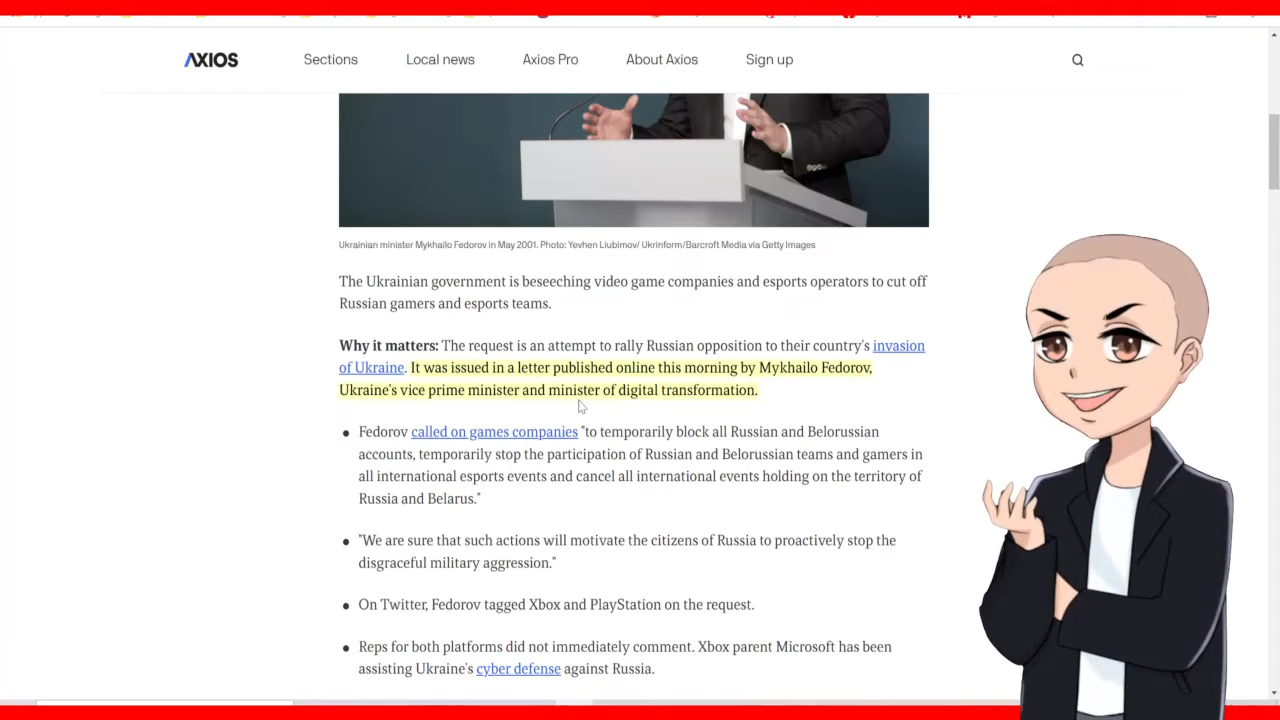 AXIOS
Sections
Local news
Axios Pro
About Axios
Sign up
Ukrainian minister Mykhailo Fedorov in May 2001. Photo: Yevhen Liubimov/ Ukrinform/Barcroft Media via Getty Images
The Ukrainian government is beseeching video game companies and esports operators to cut off
Russian gamers and esports teams.
Why it matters: The request is an attempt to rally Russian opposition to their country's invasion
of Ukraine. It was issued in a letter published online this morning by Mykhailo Fedorov,
Ukraine's vice prime minister and minister of digital transformation.
• Fedorov called on games companies "to temporarily block all Russian and Belorussian
accounts, temporarily stop the participation of Russian and Belorussian teams and gamers in
all international esports events and cancel all international events holding on the territory of
Russia and Belarus."
• "We are sure that such actions will motivate the citizens of Russia to proactively stop the
disgraceful military aggression."
• On Twitter, Fedorov tagged Xbox and PlayStation on the request.
• Reps for both platforms did not immediately comment. Xbox parent Microsoft has been
assisting Ukraine's cyber defense against Russia.